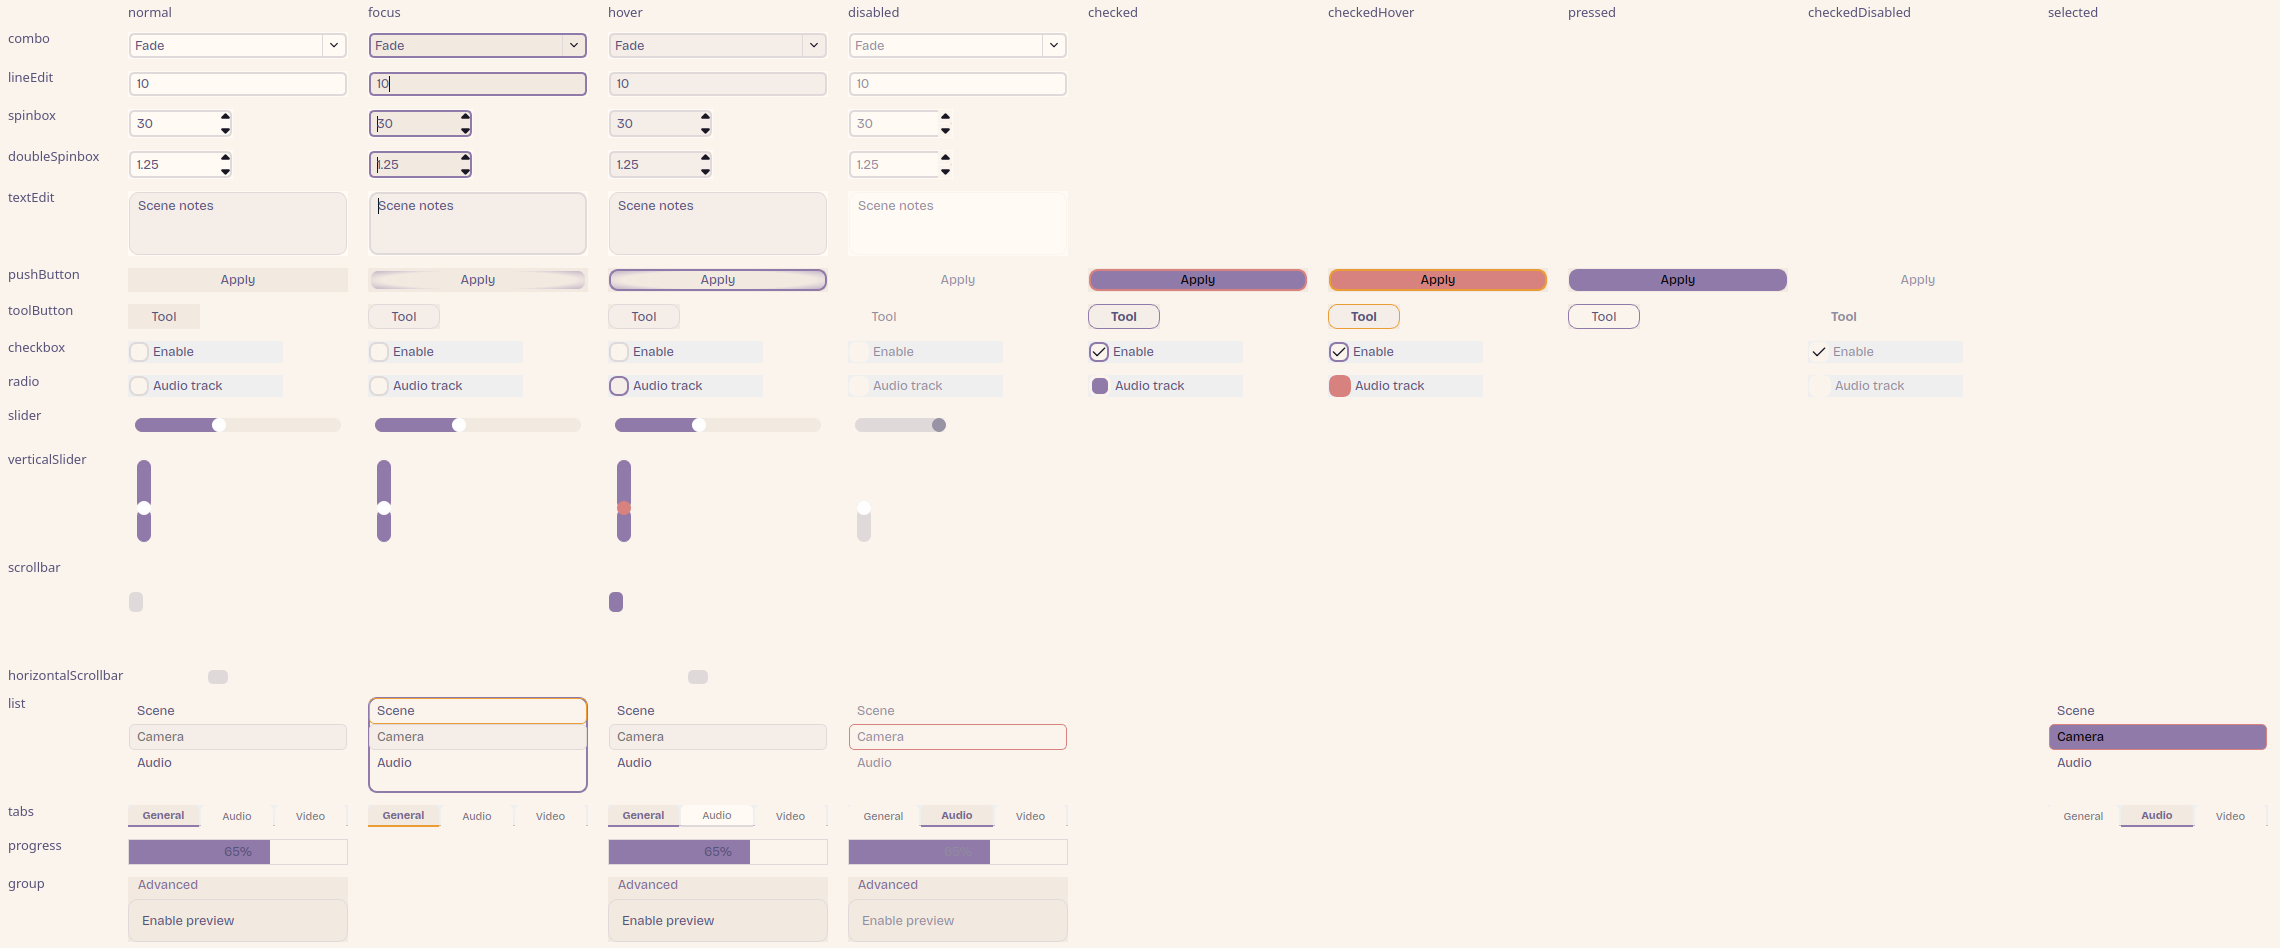 normal focus hover disabled checked checkedHover pressed checkedDisabled selected
combo Fade Fade Fade Fade
lineEdit 10 10 10 10
spinbox 30 30 30 30
doubleSpinbox 1.25 1.25 1.25 1.25
textEdit Scene notes Scene notes Scene notes Scene notes
pushButton Apply Apply Apply Apply Apply Apply Apply Apply
toolButton Tool Tool Tool Tool Tool Tool Tool Tool
checkbox Enable Enable Enable Enable Enable Enable Enable
radio Audio track Audio track Audio track Audio track Audio track Audio track Audio track
slider
verticalSlider
scrollbar
horizontalScrollbar
list Scene Scene Scene Scene Scene
Camera Camera Camera Camera Camera
Audio Audio Audio Audio Audio
tabs General Audio Video General Audio Video General Audio Video General Audio Video General Audio Video
progress 65% 65% 65%
group Advanced Advanced Advanced
Enable preview Enable preview Enable preview